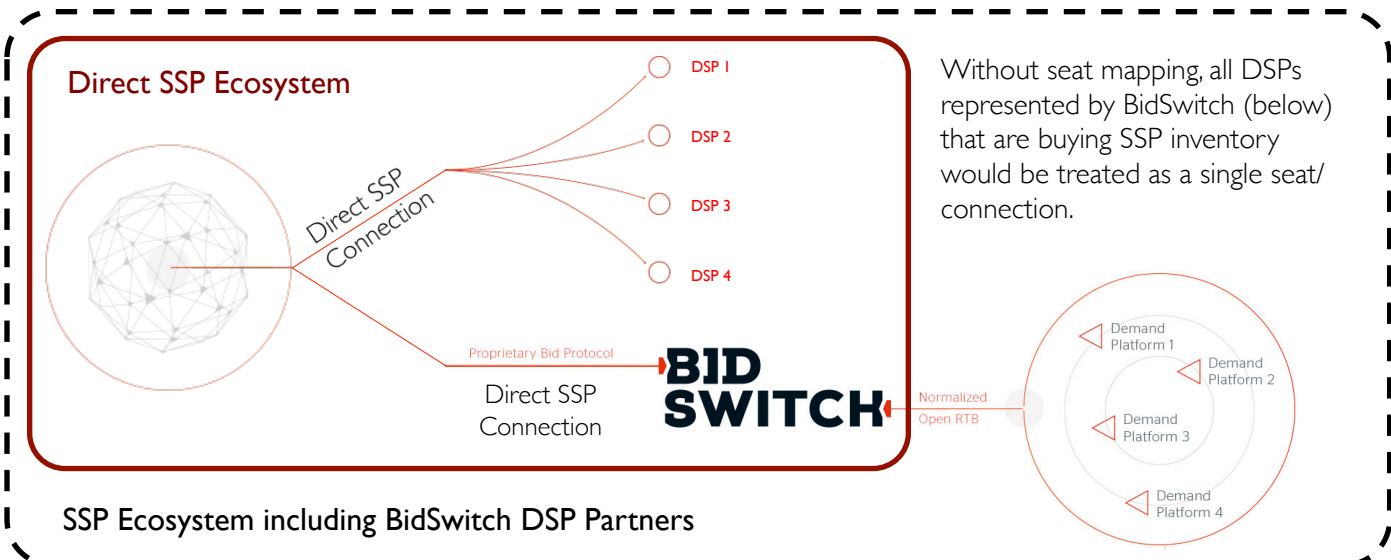 Direct SSP Ecosystem
DSP 1
DSP 2
DSP 3
DSP 4
Direct SSP
Connection
Proprietary Bid Protocol
Direct SSP
Connection
BID
SWITCH
Without seat mapping, all DSPs
represented by BidSwitch (below)
that are buying SSP inventory
would be treated as a single seat/
connection.
Normalized
Open RTB
Demand
Platform 1
Demand
Platform 2
Demand
Platform 3
Demand
Platform 4
SSP Ecosystem including BidSwitch DSP Partners